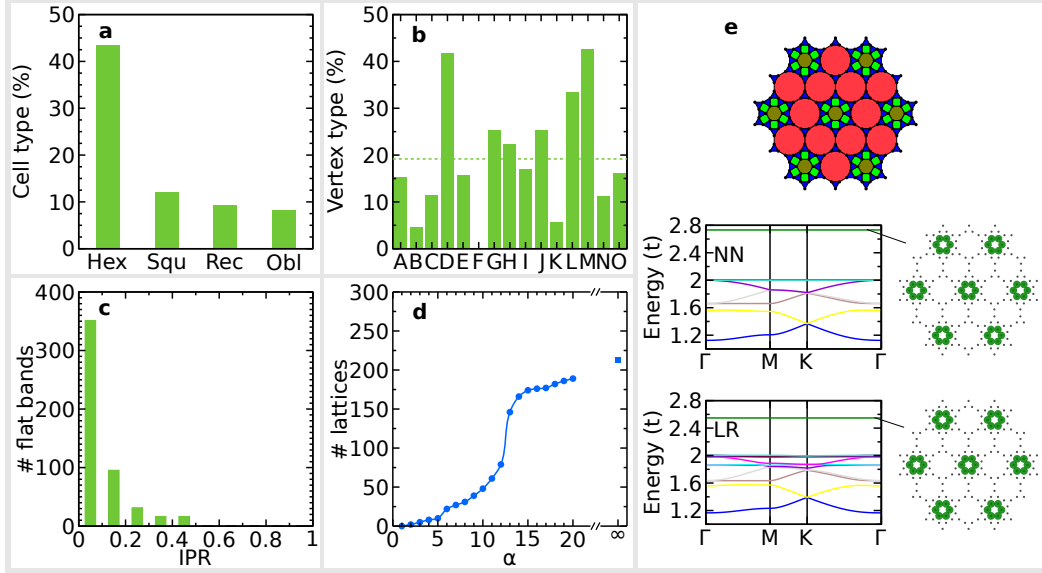 a
Cell type (%)
50
40
30
20
10
0
Hex Squ Rec Obl
b
Vertex type (%)
50
40
30
20
10
0
A B C D E F G H I J K L M N O
c
# flat bands
400
300
200
100
0
0 0.2 0.4 0.6 0.8 1
IPR
d
# lattices
300
250
200
150
100
50
0
0 5 10 15 20 ∞
α
e
NN
Energy (t)
2.8
2.4
2
1.6
1.2
Γ M K Γ
LR
Energy (t)
2.8
2.4
2
1.6
1.2
Γ M K Γ